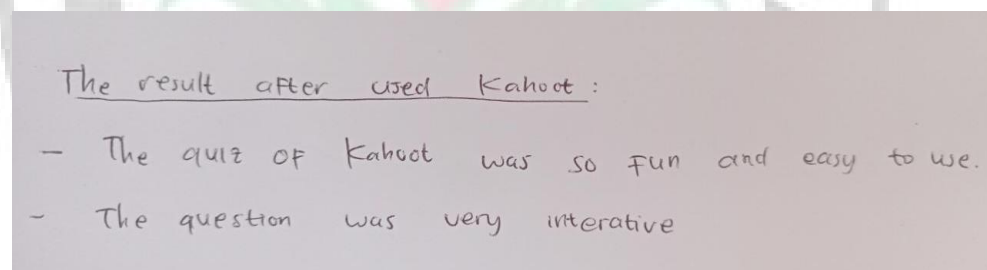 The result after used Kahoot :
- The quiz of Kahoot was so fun and easy to use.
- The question was very interative